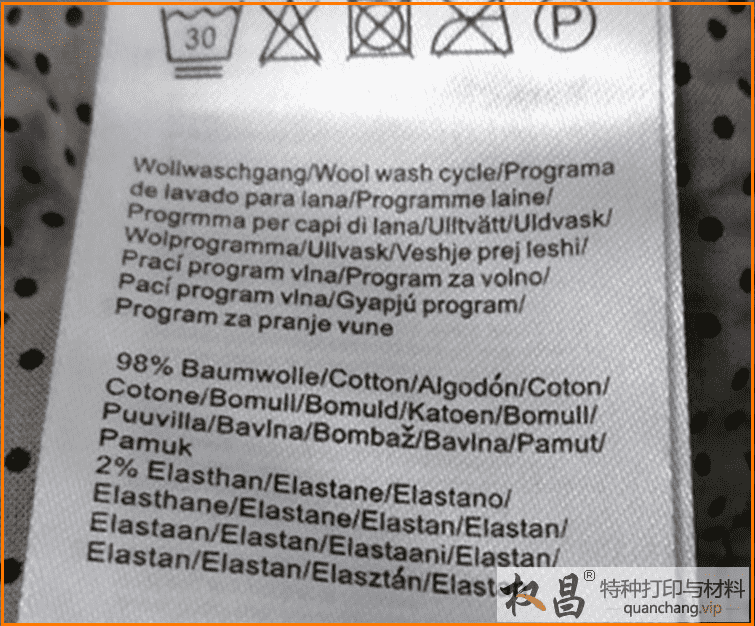 30
P
Wollwaschgang/Wool wash cycle/Programa
de lavado para lana/Programme laine/
Progrmma per capi di lana/Ulltvätt/Uldvask/
Wolprogramma/Ullvask/Veshje prej leshi/
Prací program vlna/Program za volno/
Pací program vlna/Gyapjú program/
Program za pranje vune
98% Baumwolle/Cotton/Algodón/Coton/
Cotone/Bomull/Bomuld/Katoen/Bomull/
Puuvilla/Bavlna/Bombaž/Bavlna/Pamut/
Pamuk
2% Elasthan/Elastane/Elastano/
Elasthane/Elastane/Elastan/Elastan/
Elastaan/Elastan/Elastaani/Elastan/
Elastan/Elastan/Elasztán/Elast
权昌® 特种打印与材料
quanchang.vip